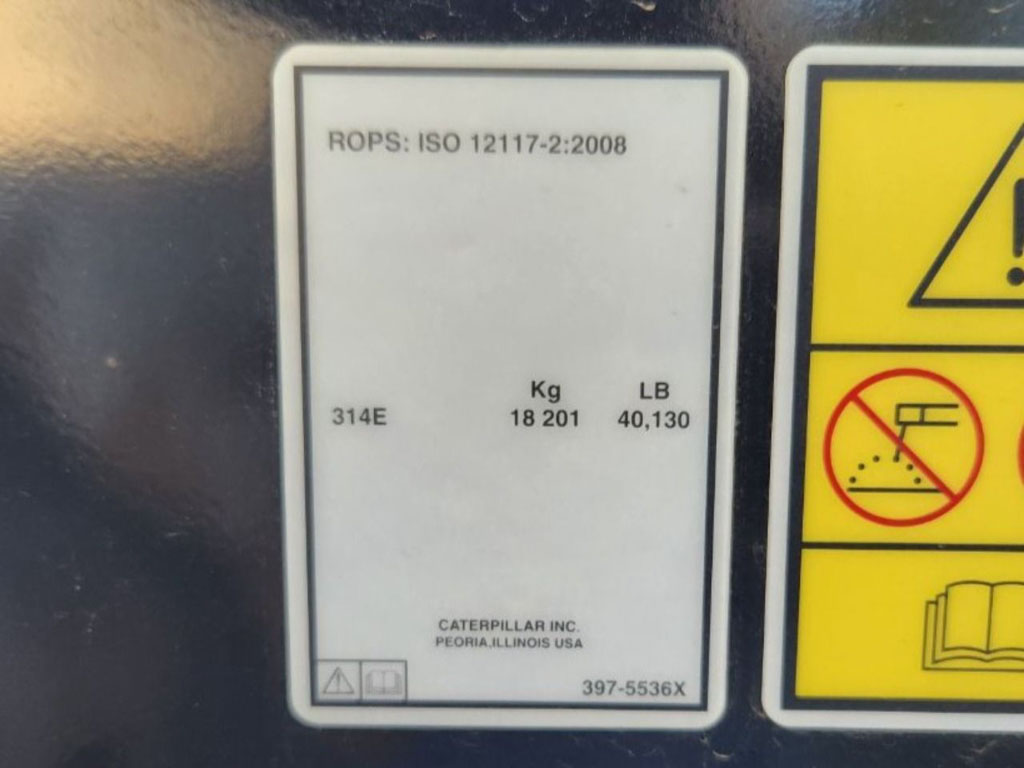 ROPS: ISO 12117-2:2008
Kg LB
314E 18 201 40,130
CATERPILLAR INC.
PEORIA,ILLINOIS USA
397-5536X